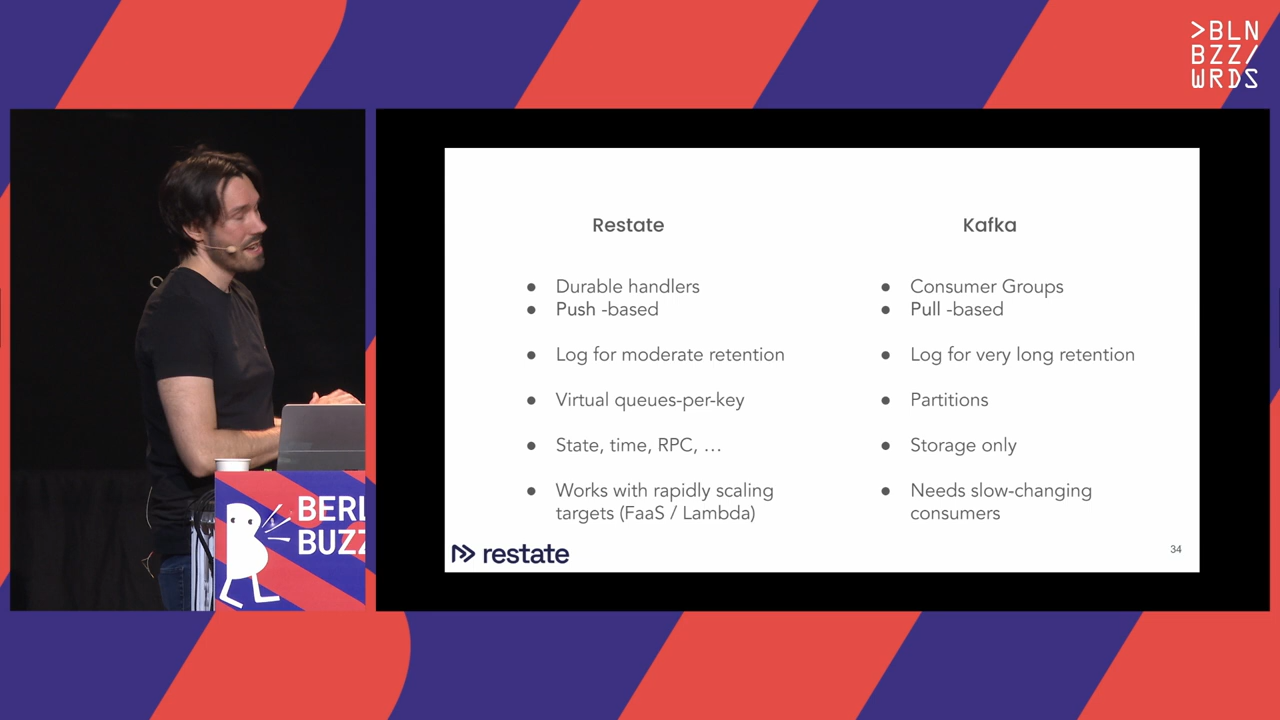 >BLN
BZZ/
WRDS
Restate
Kafka
● Durable handlers
● Push -based
● Log for moderate retention
● Virtual queues-per-key
● State, time, RPC, …
● Works with rapidly scaling
targets (FaaS / Lambda)
● Consumer Groups
● Pull -based
● Log for very long retention
● Partitions
● Storage only
● Needs slow-changing
consumers
restate
34
BERL
BUZZ